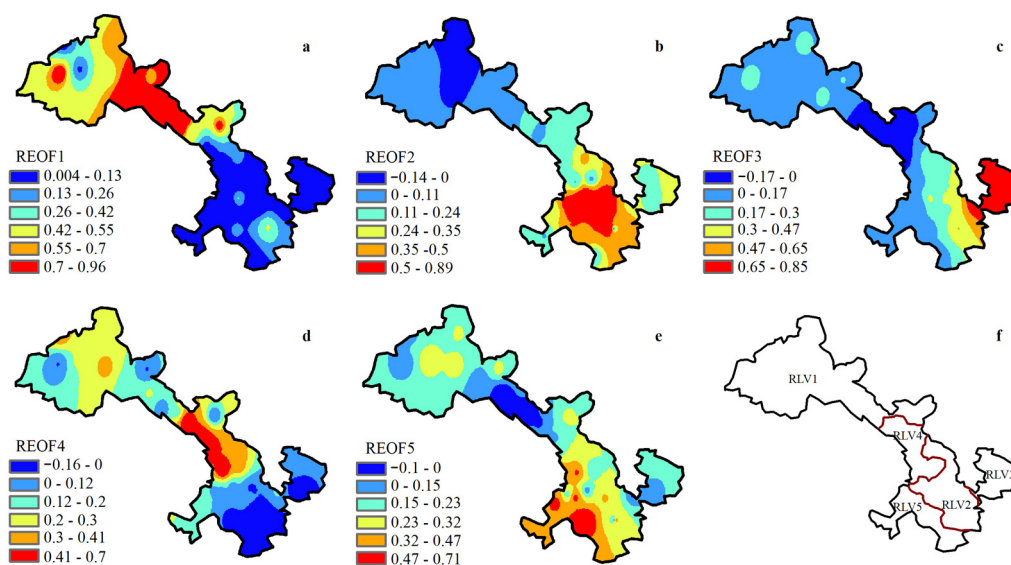 a
REOF1
0.004 - 0.13
0.13 - 0.26
0.26 - 0.42
0.42 - 0.55
0.55 - 0.7
0.7 - 0.96
b
REOF2
−0.14 - 0
0 - 0.11
0.11 - 0.24
0.24 - 0.35
0.35 - 0.5
0.5 - 0.89
c
REOF3
−0.17 - 0
0 - 0.17
0.17 - 0.3
0.3 - 0.47
0.47 - 0.65
0.65 - 0.85
d
REOF4
−0.16 - 0
0 - 0.12
0.12 - 0.2
0.2 - 0.3
0.3 - 0.41
0.41 - 0.7
e
REOF5
−0.1 - 0
0 - 0.15
0.15 - 0.23
0.23 - 0.32
0.32 - 0.47
0.47 - 0.71
f
RLV1
RLV4
RLV3
RLV2
RLV5